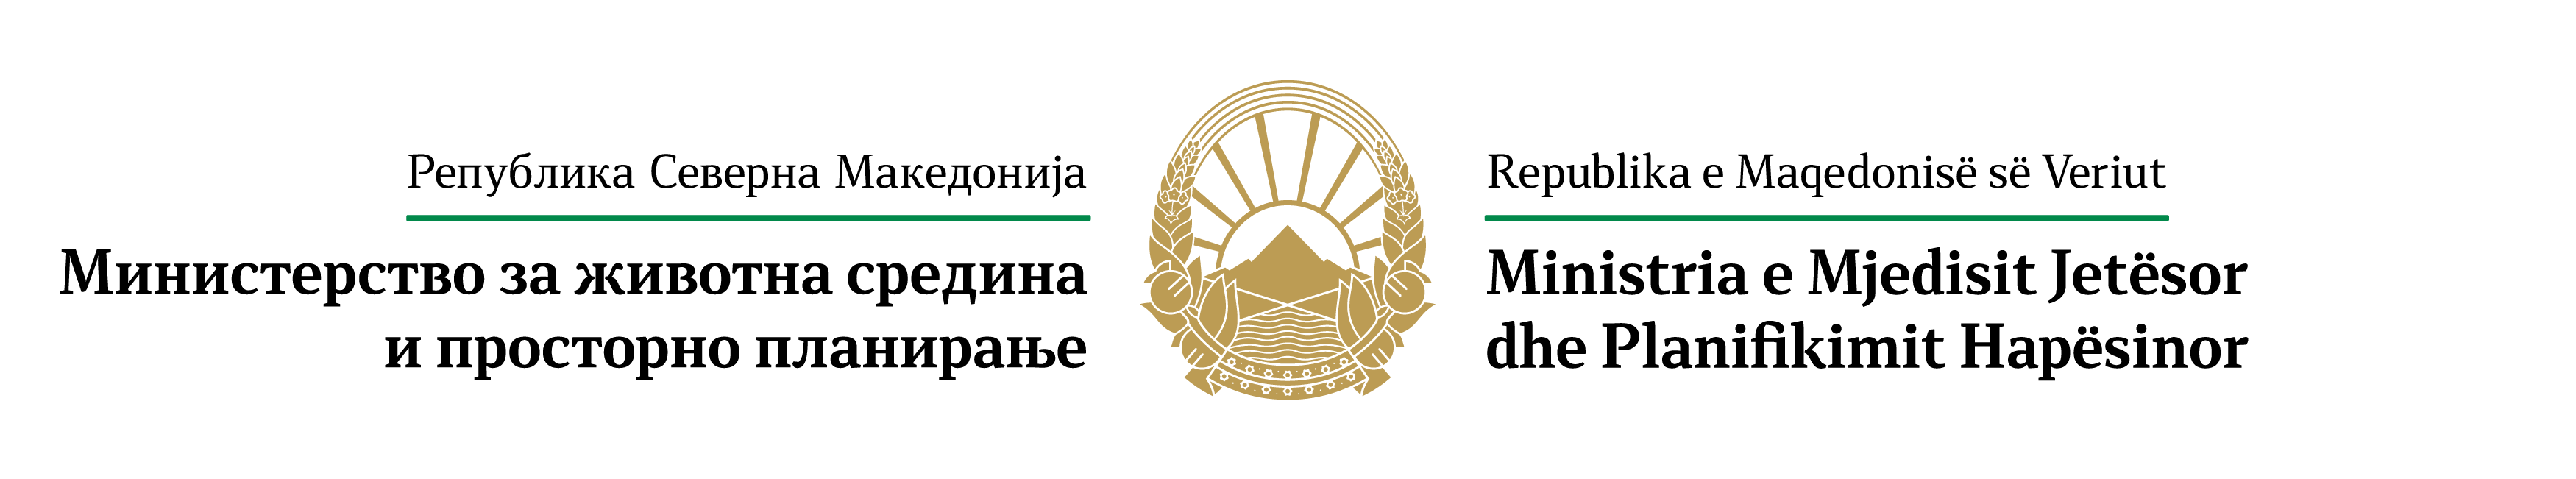 Република Северна Македонија
Министерство за животна средина
и просторно планирање
Republika e Maqedonisë së Veriut
Ministria e Mjedisit Jetësor
dhe Planifikimit Hapësinor